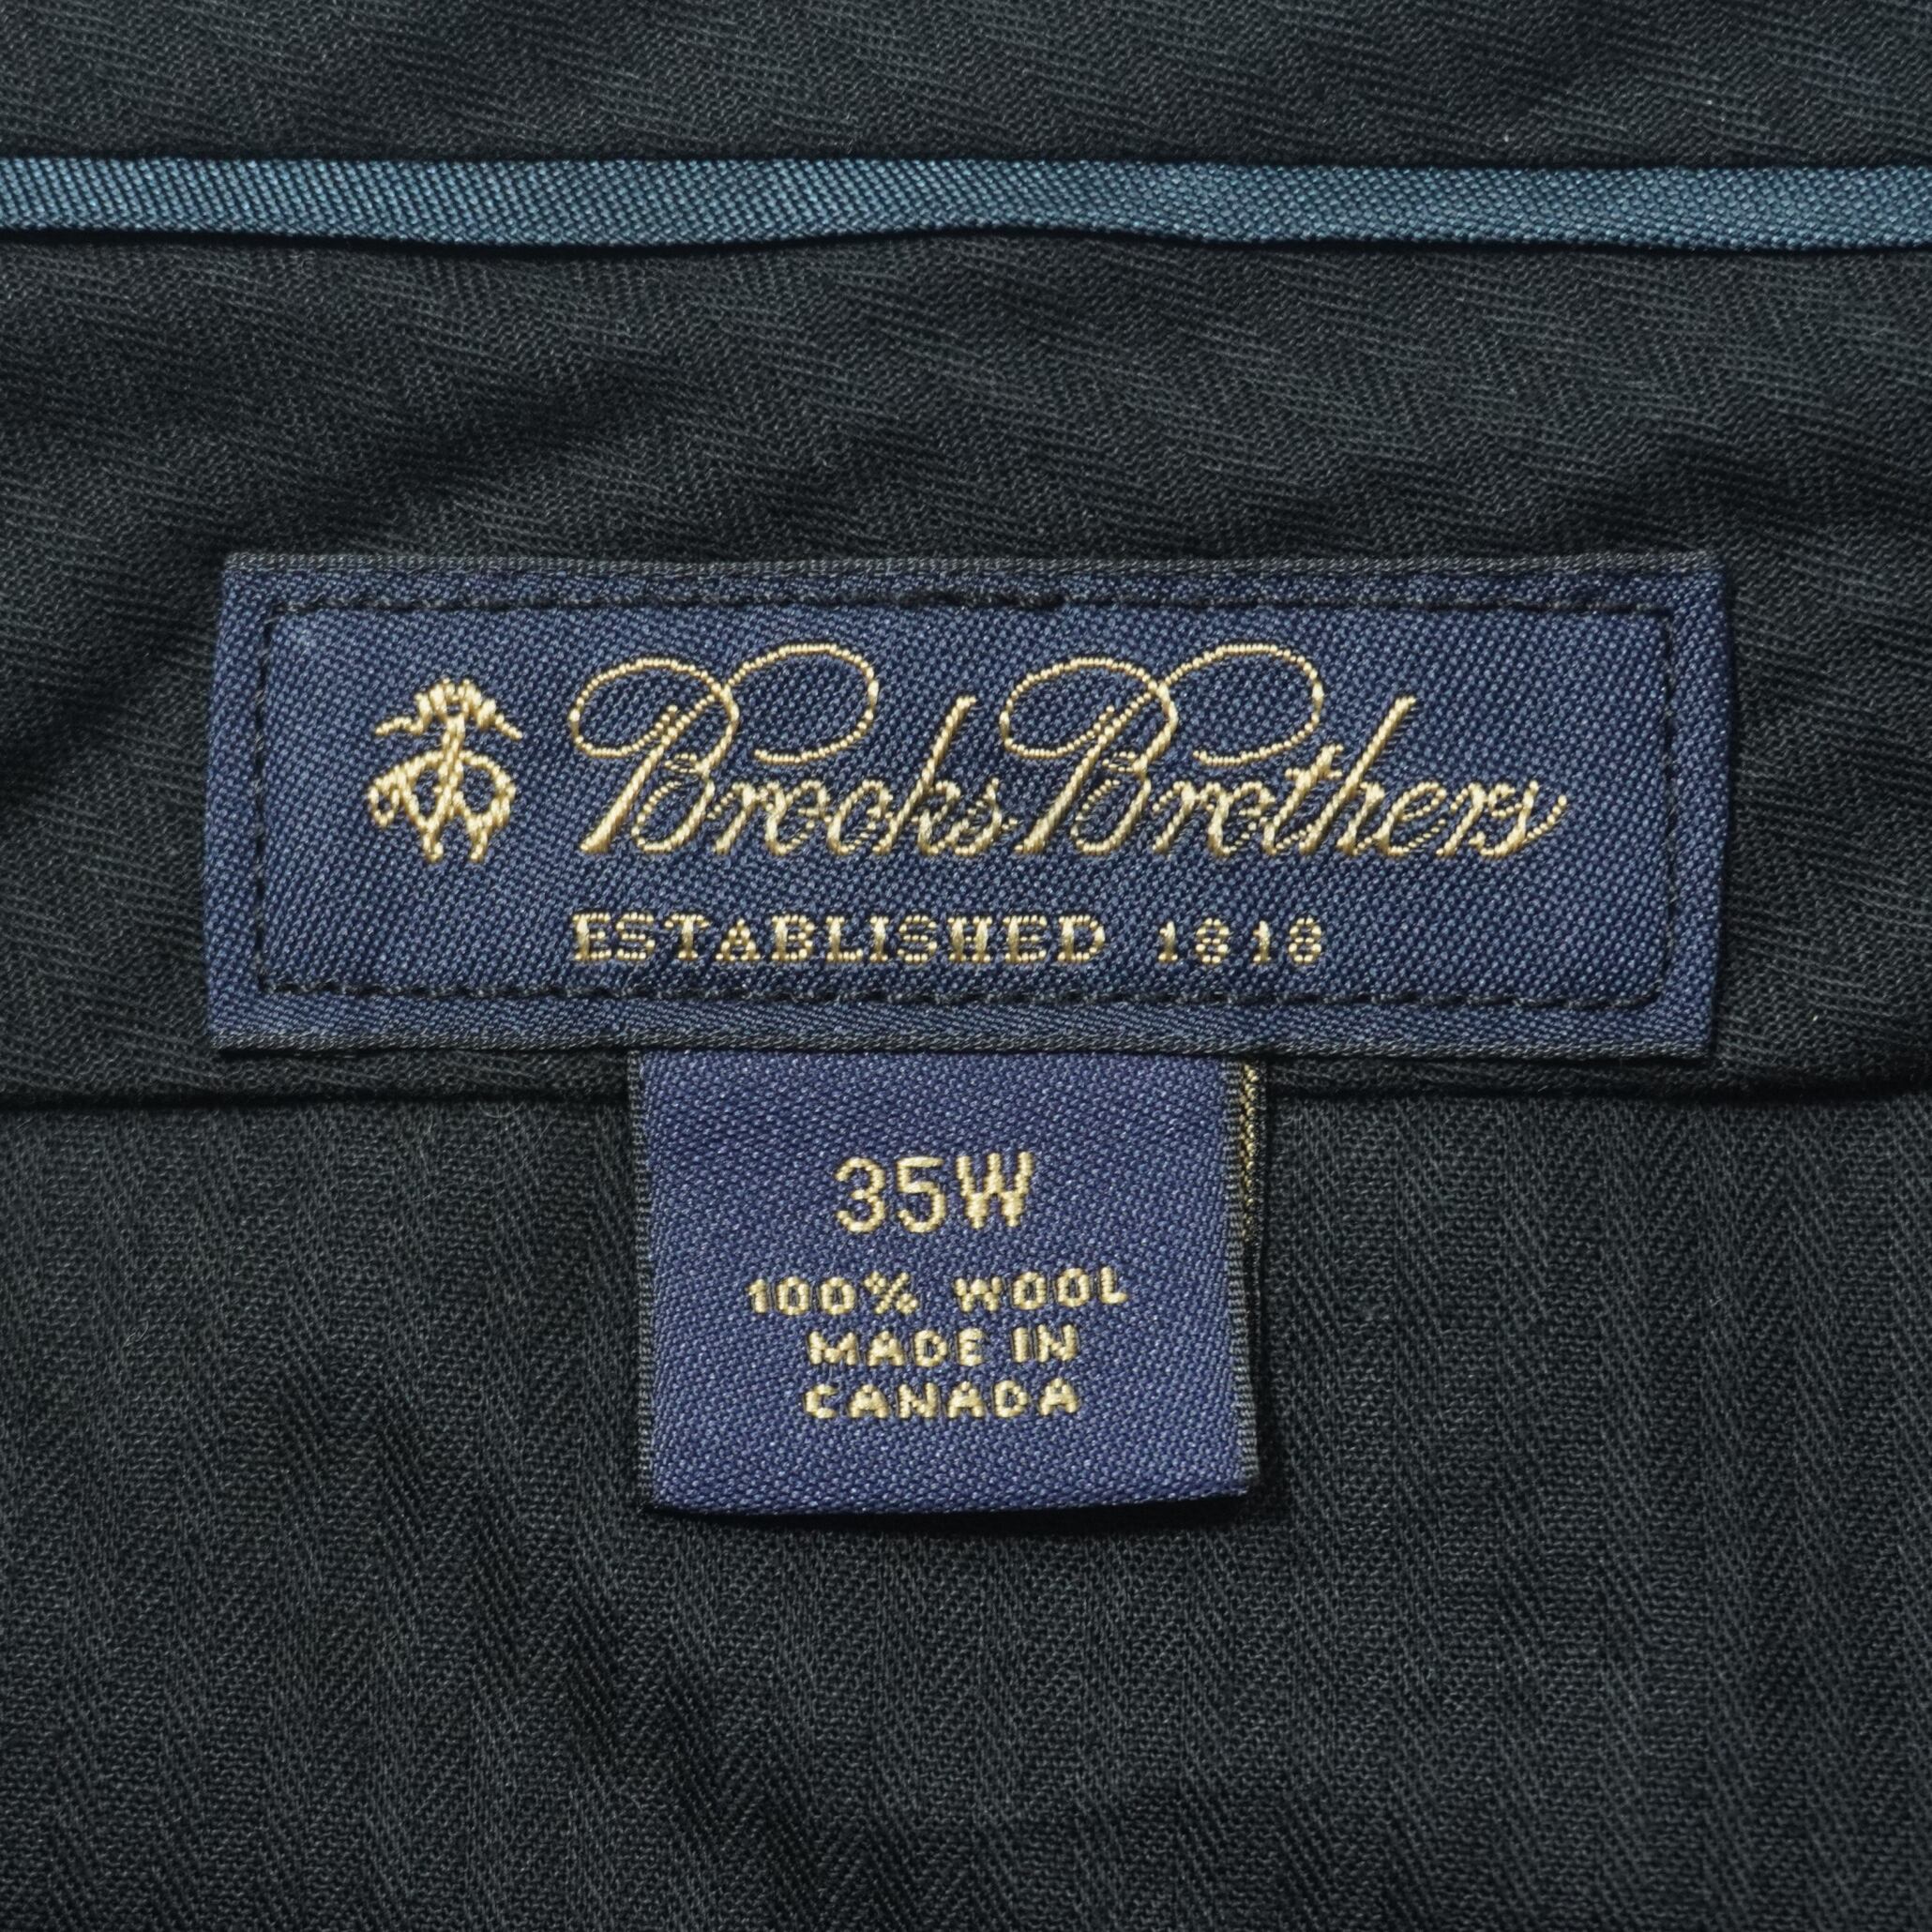 Brooks Brothers
ESTABLISHED 1818
35W
100% WOOL
MADE IN
CANADA